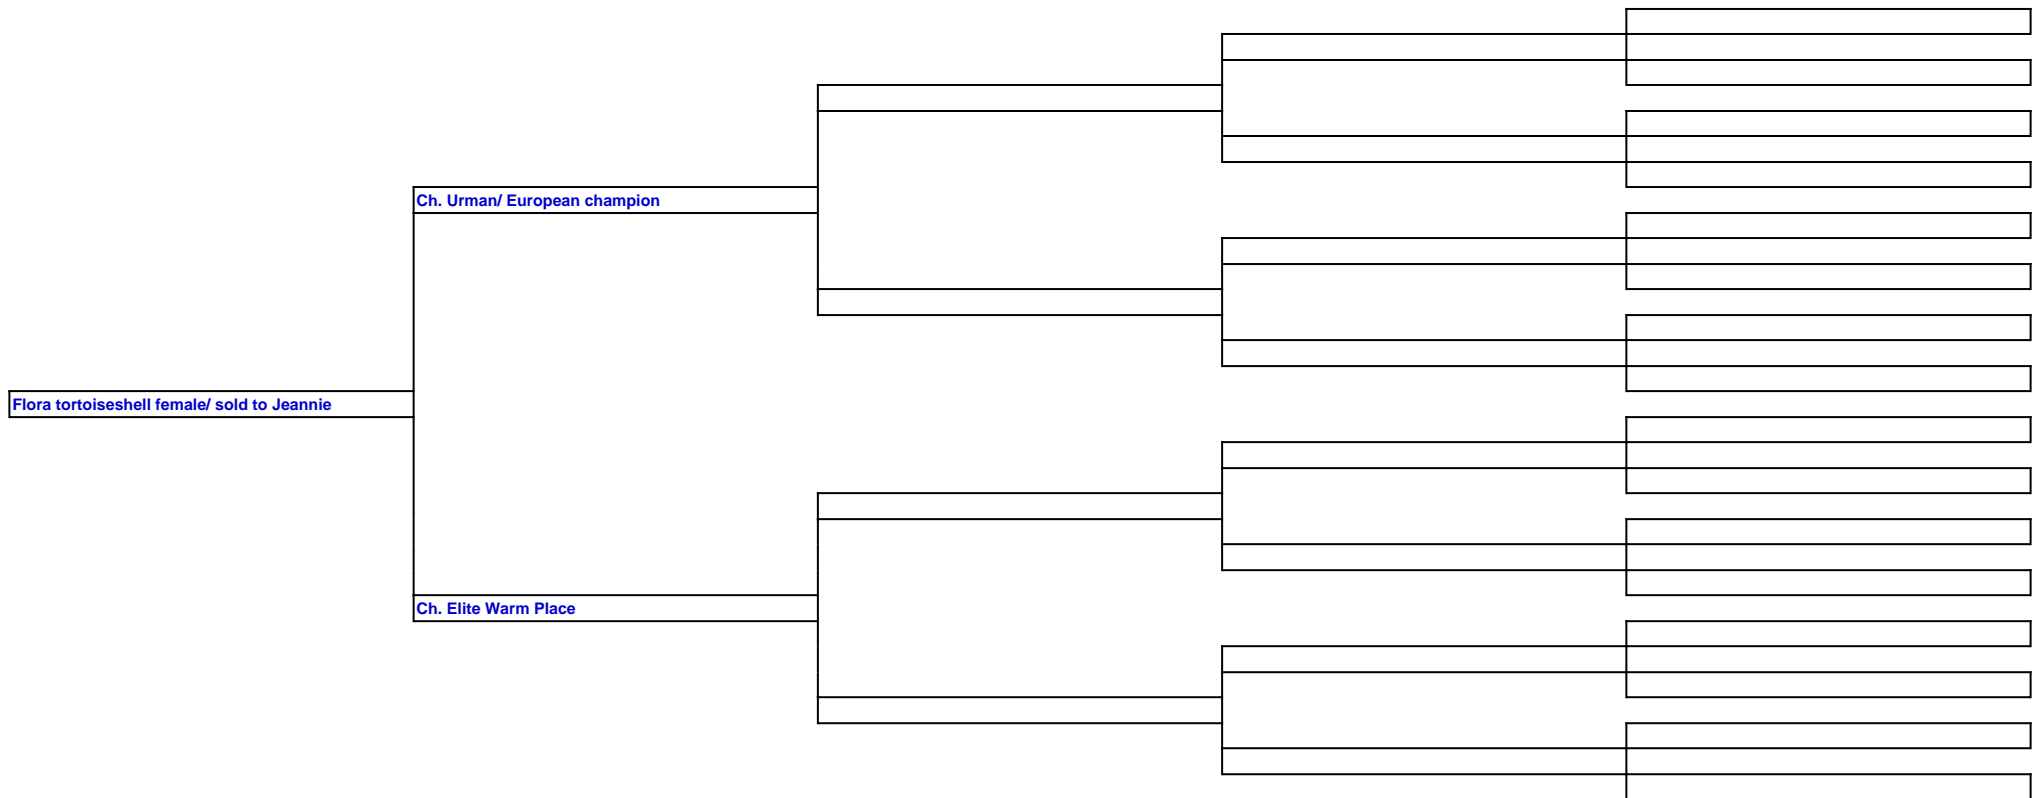 Ch. Urman/ European champion
Flora tortoiseshell female/ sold to Jeannie
Ch. Elite Warm Place